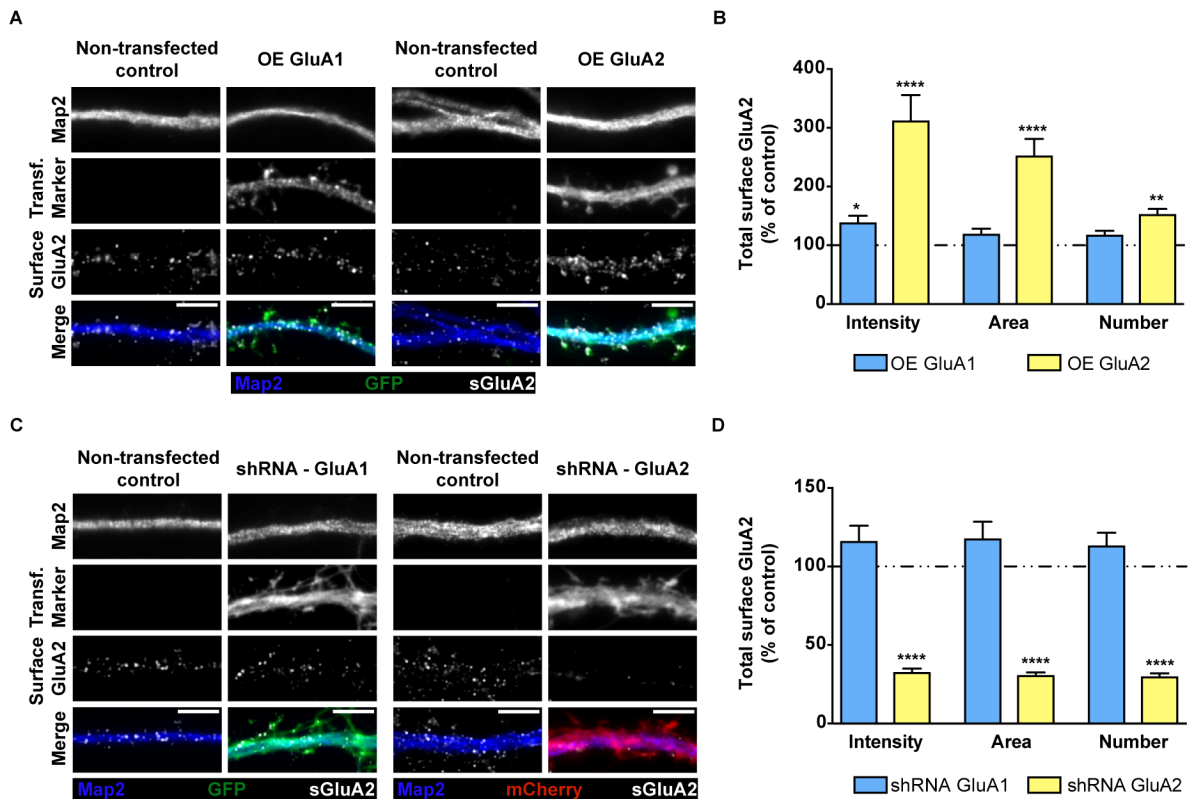 A
Non-transfected
control
OE GluA1
Non-transfected
control
OE GluA2
Map2
Transf.
Marker
Surface
GluA2
Merge
Map2 GFP sGluA2
B
Total surface GluA2
(% of control)
400
300
200
100
0
*
****
****
**
Intensity Area Number
OE GluA1 OE GluA2
C
Non-transfected
control
shRNA - GluA1
Non-transfected
control
shRNA - GluA2
Map2
Transf.
Marker
Surface
GluA2
Merge
Map2 GFP sGluA2 Map2 mCherry sGluA2
D
Total surface GluA2
(% of control)
150
100
50
0
****
****
****
Intensity Area Number
shRNA GluA1 shRNA GluA2